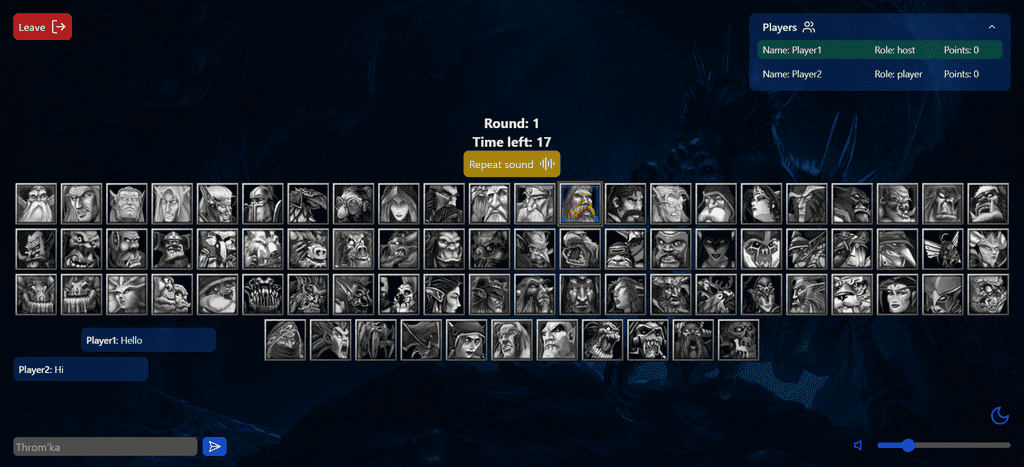 Leave
Players
Name: Player1 Role: host Points: 0
Name: Player2 Role: player Points: 0
Round: 1
Time left: 17
Repeat sound
Player1: Hello
Player2: Hi
Throm'ka